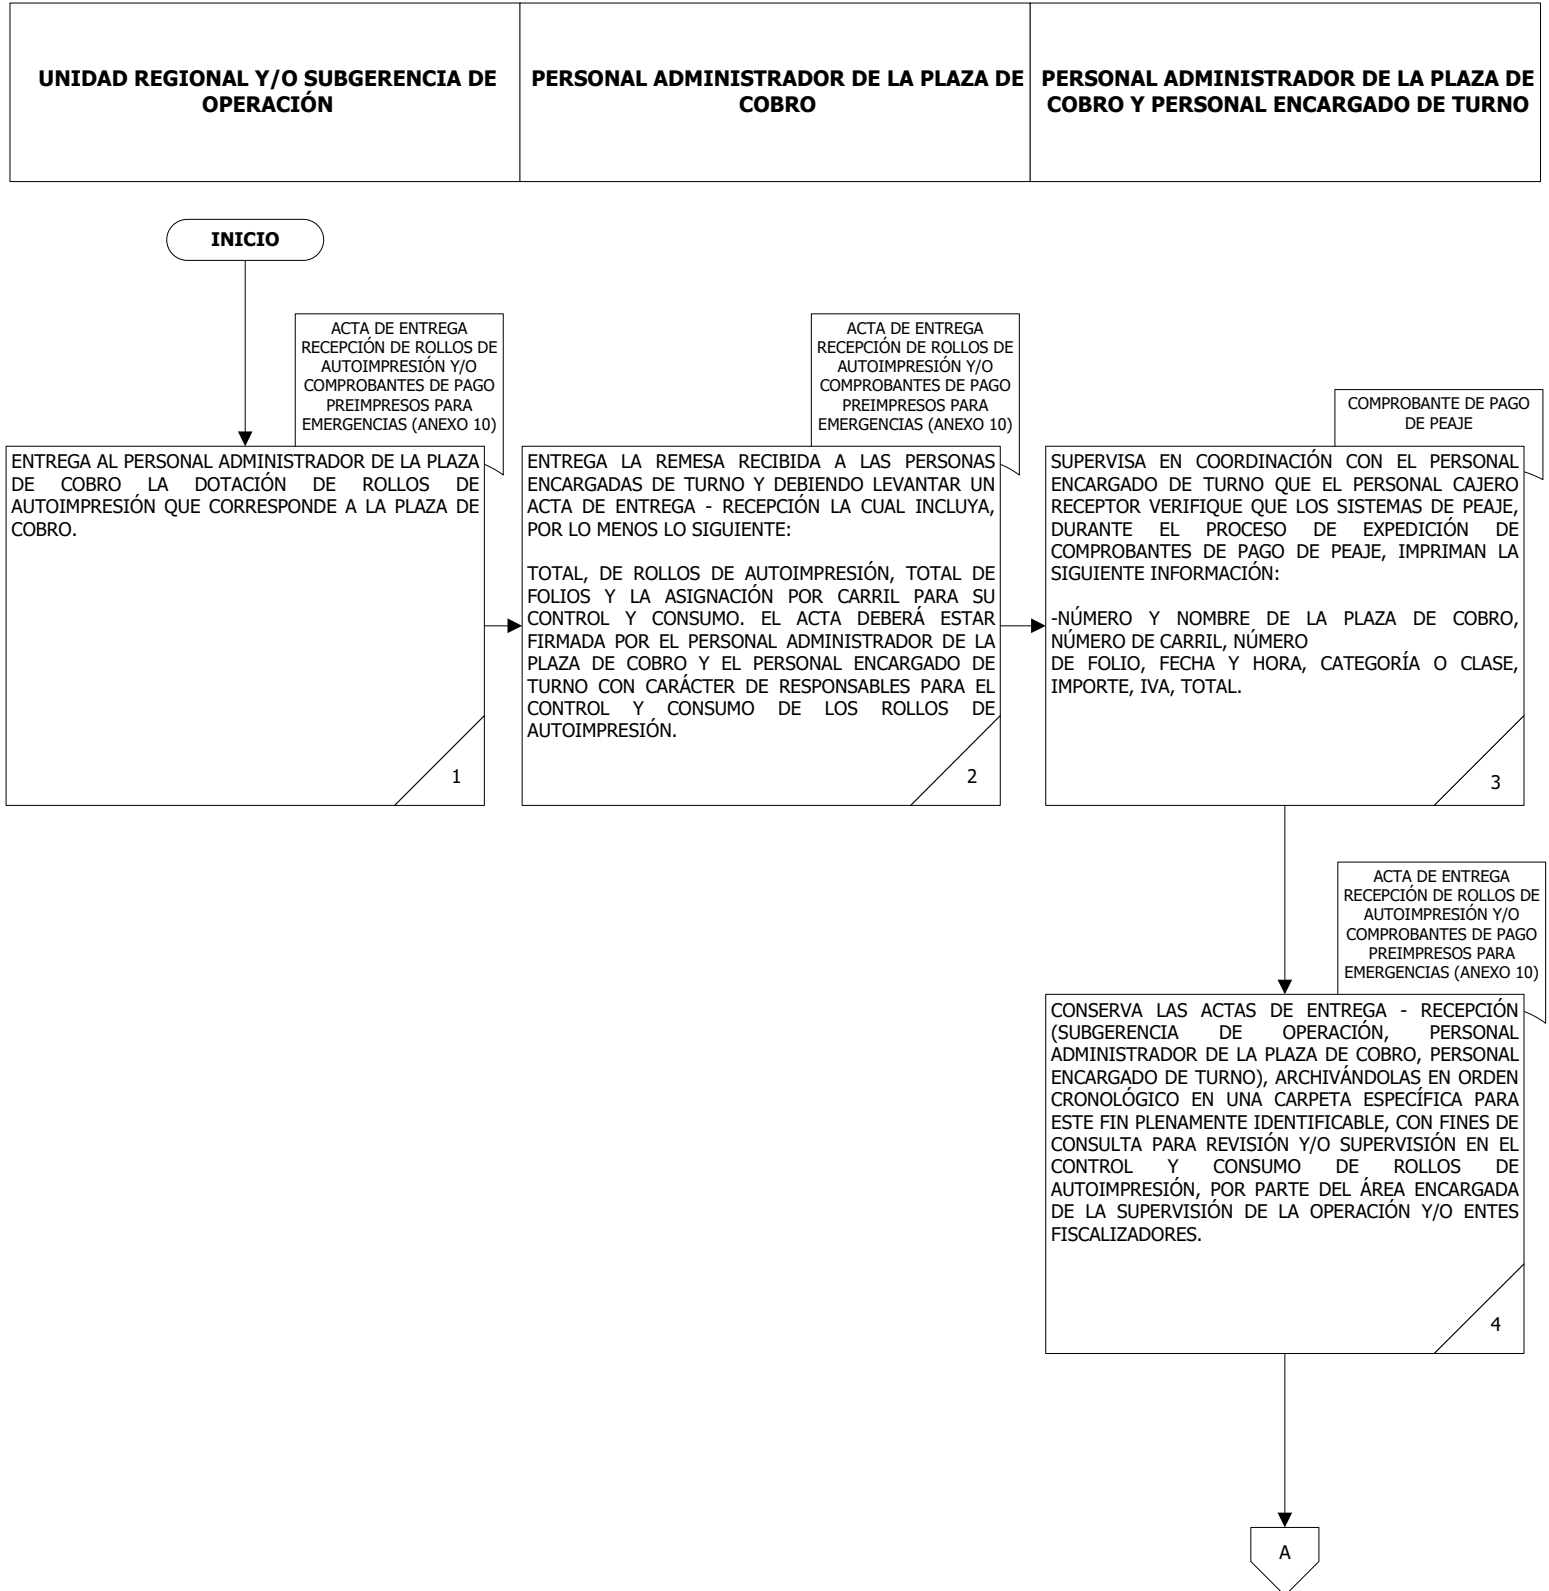 UNIDAD REGIONAL Y/O SUBGERENCIA DE
OPERACIÓN
PERSONAL ADMINISTRADOR DE LA PLAZA DE
COBRO
PERSONAL ADMINISTRADOR DE LA PLAZA DE
COBRO Y PERSONAL ENCARGADO DE TURNO
INICIO
ACTA DE ENTREGA
RECEPCIÓN DE ROLLOS DE
AUTOIMPRESIÓN Y/O
COMPROBANTES DE PAGO
PREIMPRESOS PARA
EMERGENCIAS (ANEXO 10)
ENTREGA AL PERSONAL ADMINISTRADOR DE LA PLAZA
DE COBRO LA DOTACIÓN DE ROLLOS DE
AUTOIMPRESIÓN QUE CORRESPONDE A LA PLAZA DE
COBRO.
1
ACTA DE ENTREGA
RECEPCIÓN DE ROLLOS DE
AUTOIMPRESIÓN Y/O
COMPROBANTES DE PAGO
PREIMPRESOS PARA
EMERGENCIAS (ANEXO 10)
ENTREGA LA REMESA RECIBIDA A LAS PERSONAS
ENCARGADAS DE TURNO Y DEBIENDO LEVANTAR UN
ACTA DE ENTREGA - RECEPCIÓN LA CUAL INCLUYA,
POR LO MENOS LO SIGUIENTE:
TOTAL, DE ROLLOS DE AUTOIMPRESIÓN, TOTAL DE
FOLIOS Y LA ASIGNACIÓN POR CARRIL PARA SU
CONTROL Y CONSUMO. EL ACTA DEBERÁ ESTAR
FIRMADA POR EL PERSONAL ADMINISTRADOR DE LA
PLAZA DE COBRO Y EL PERSONAL ENCARGADO DE
TURNO CON CARÁCTER DE RESPONSABLES PARA EL
CONTROL Y CONSUMO DE LOS ROLLOS DE
AUTOIMPRESIÓN.
2
COMPROBANTE DE PAGO
DE PEAJE
SUPERVISA EN COORDINACIÓN CON EL PERSONAL
ENCARGADO DE TURNO QUE EL PERSONAL CAJERO
RECEPTOR VERIFIQUE QUE LOS SISTEMAS DE PEAJE,
DURANTE EL PROCESO DE EXPEDICIÓN DE
COMPROBANTES DE PAGO DE PEAJE, IMPRIMAN LA
SIGUIENTE INFORMACIÓN:
-NÚMERO Y NOMBRE DE LA PLAZA DE COBRO,
NÚMERO DE CARRIL, NÚMERO
DE FOLIO, FECHA Y HORA, CATEGORÍA O CLASE,
IMPORTE, IVA, TOTAL.
3
ACTA DE ENTREGA
RECEPCIÓN DE ROLLOS DE
AUTOIMPRESIÓN Y/O
COMPROBANTES DE PAGO
PREIMPRESOS PARA
EMERGENCIAS (ANEXO 10)
CONSERVA LAS ACTAS DE ENTREGA - RECEPCIÓN
(SUBGERENCIA DE OPERACIÓN, PERSONAL
ADMINISTRADOR DE LA PLAZA DE COBRO, PERSONAL
ENCARGADO DE TURNO), ARCHIVÁNDOLAS EN ORDEN
CRONOLÓGICO EN UNA CARPETA ESPECÍFICA PARA
ESTE FIN PLENAMENTE IDENTIFICABLE, CON FINES DE
CONSULTA PARA REVISIÓN Y/O SUPERVISIÓN EN EL
CONTROL Y CONSUMO DE ROLLOS DE
AUTOIMPRESIÓN, POR PARTE DEL ÁREA ENCARGADA
DE LA SUPERVISIÓN DE LA OPERACIÓN Y/O ENTES
FISCALIZADORES.
4
A